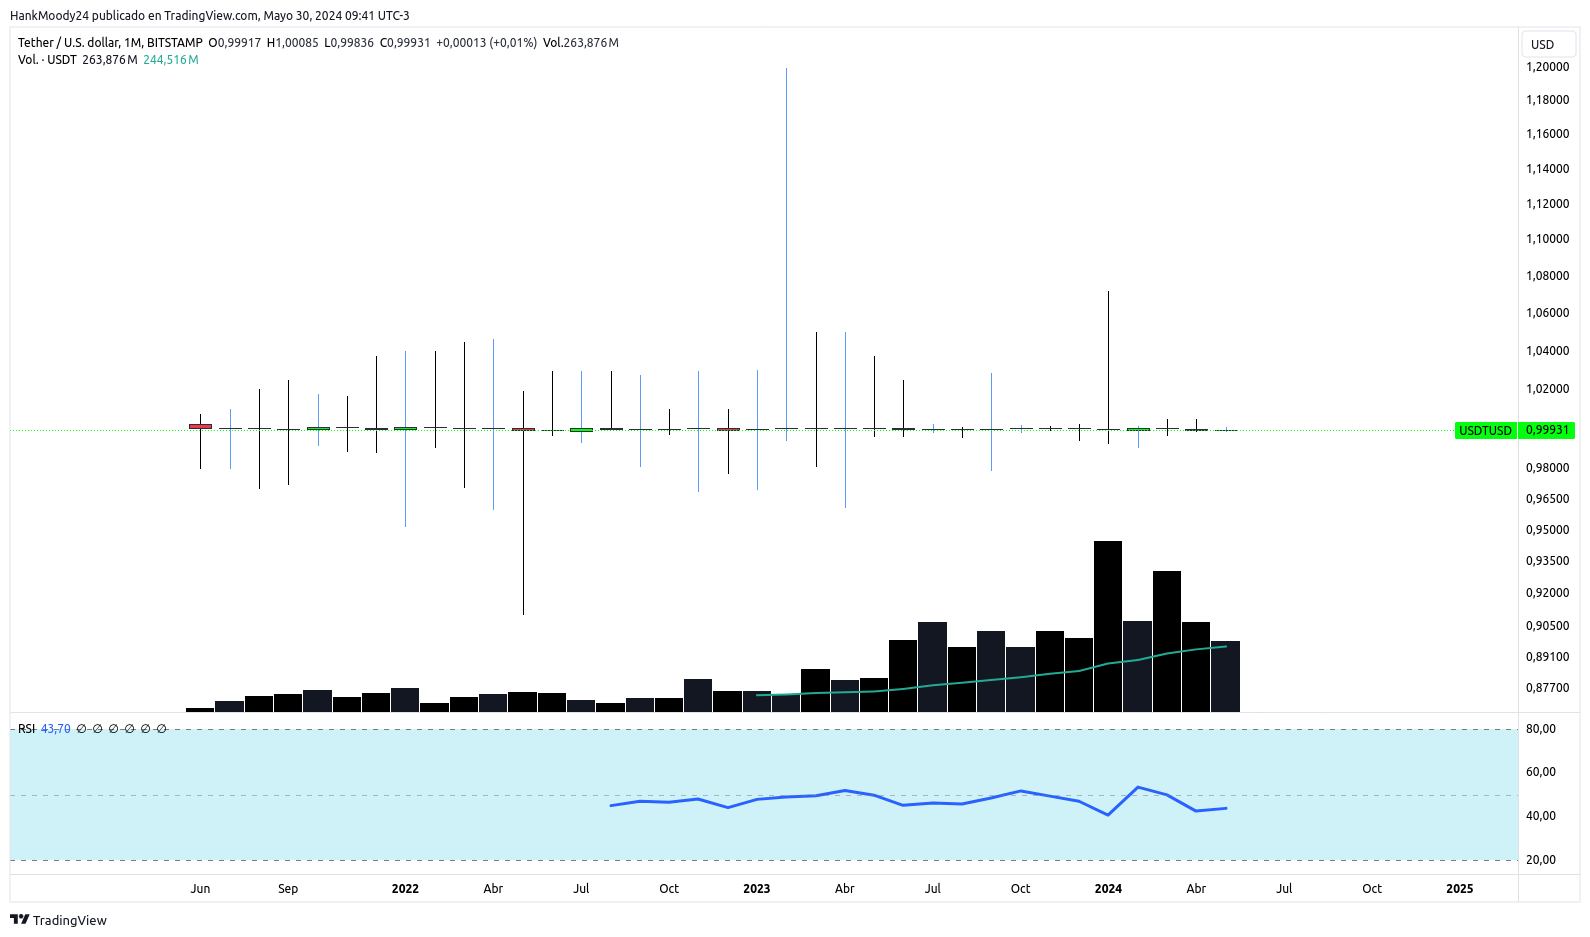 HankMoody24 publicado en TradingView.com, Mayo 30, 2024 09:41 UTC-3
Tether / U.S. dollar, 1M, BITSTAMP O0,99917 H1,00085 L0,99836 C0,99931 +0,00013 (+0,01%) Vol.263,876M
Vol. · USDT 263,876M 244,516M
USD
1,20000
1,18000
1,16000
1,14000
1,12000
1,10000
1,08000
1,06000
1,04000
1,02000
USDTUSD 0,99931
0,98000
0,96500
0,95000
0,93500
0,92000
0,90500
0,89100
0,87700
RSI 43,70 ∅ ∅ ∅ ∅ ∅ ∅
80,00
60,00
40,00
20,00
Jun Sep 2022 Abr Jul Oct 2023 Abr Jul Oct 2024 Abr Jul Oct 2025
TradingView